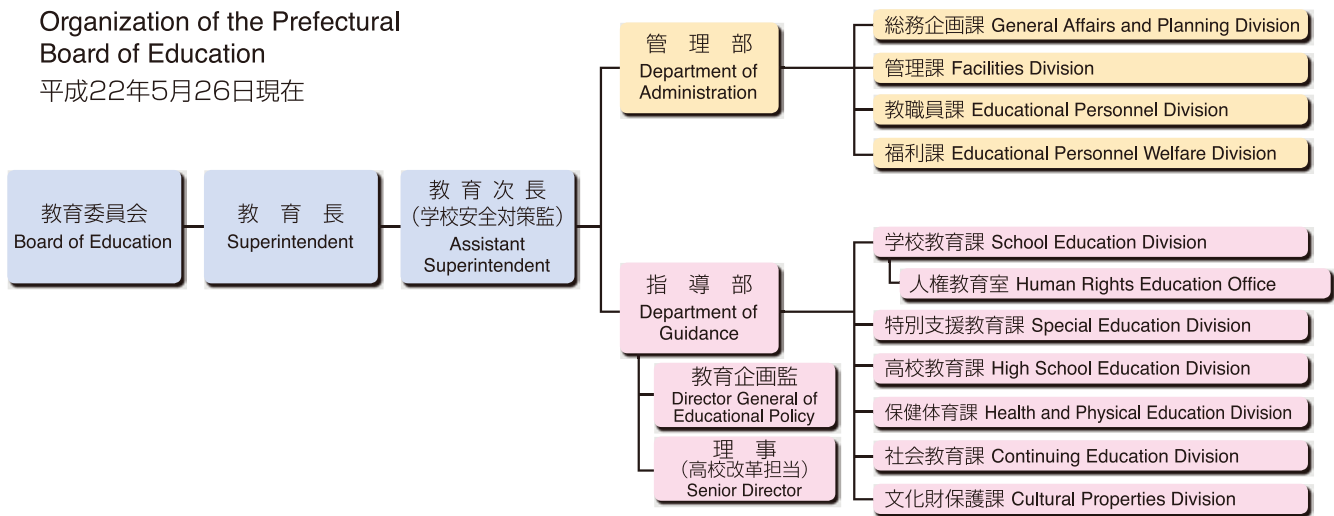 Organization of the Prefectural
Board of Education
平成22年5月26日現在
教育委員会
Board of Education
教育長
Superintendent
教育次長
（学校安全対策監）
Assistant
Superintendent
管理部
Department of
Administration
総務企画課 General Affairs and Planning Division
管理課 Facilities Division
教職員課 Educational Personnel Division
福利課 Educational Personnel Welfare Division
指導部
Department of
Guidance
教育企画監
Director General of
Educational Policy
理事
（高校改革担当）
Senior Director
学校教育課 School Education Division
人権教育室 Human Rights Education Office
特別支援教育課 Special Education Division
高校教育課 High School Education Division
保健体育課 Health and Physical Education Division
社会教育課 Continuing Education Division
文化財保護課 Cultural Properties Division